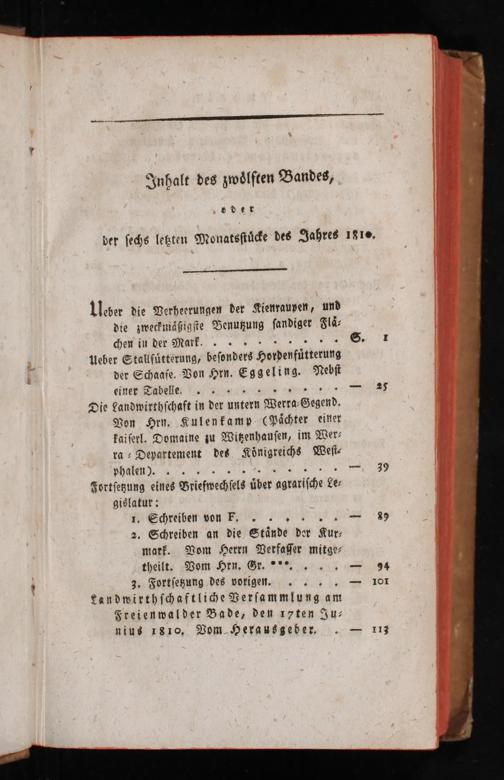 Inhalt des zwölften Bandes,
oder
der sechs letzten Monatsstücke des Jahres 1810.
Ueber die Verheerungen der Kienraupen, und
die zweckmäßigste Benutzung sandiger Flä-
chen in der Mark. . . . . . . . . . S. 1
Ueber Stallfütterung, besonders Hordenfütterung
der Schaafe. Von Hrn. Eggeling. Nebst
einer Tabelle. . . . . . . . . . . — 25
Die Landwirthschaft in der untern Werra-Gegend.
Von Hrn. Kulenkamp (Pächter einer
kaiserl. Domaine zu Witzenhausen, im Wer-
ra-Departement des Königreichs West-
phalen). . . . . . . . . . . . — 39
Fortsetzung eines Briefwechsels über agrarische Le-
gislatur:
1. Schreiben von F. . . . . . . — 89
2. Schreiben an die Stände der Kur-
mark. Vom Herrn Verfasser mitge-
theilt. Vom Hrn. Gr. ***. . . . — 94
3. Fortsetzung des vorigen. . . . . — 101
Landwirthschaftliche Versammlung am
Freienwalder Bade, den 17ten Ju-
nius 1810. Vom Herausgeber. . — 113